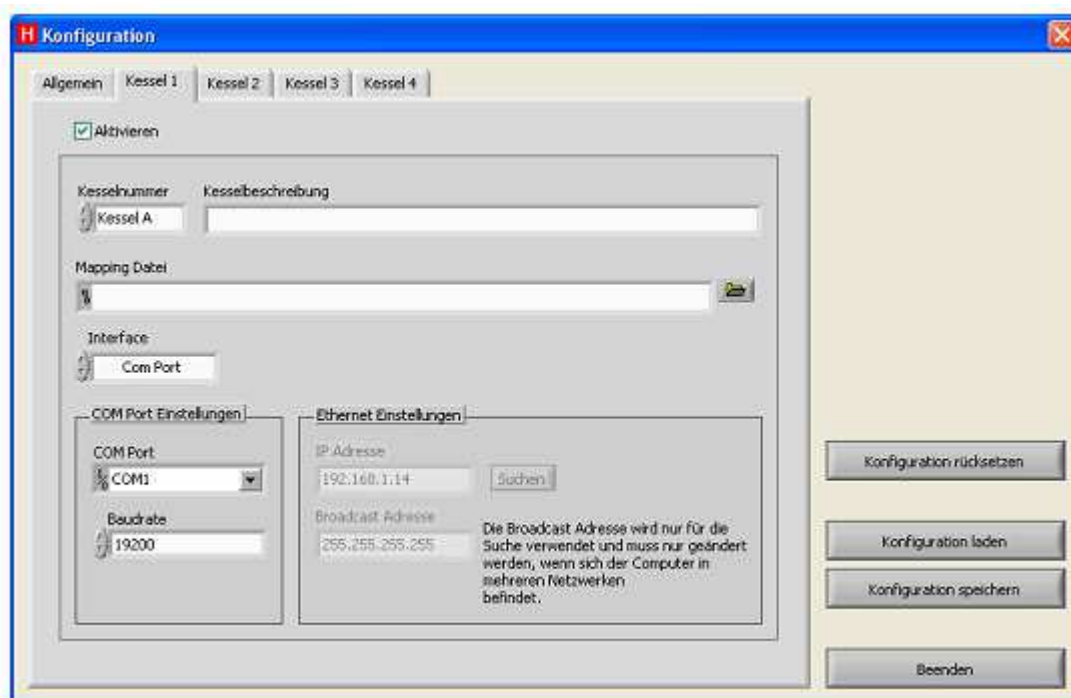 H Konfiguration
Allgemein Kessel 1 Kessel 2 Kessel 3 Kessel 4
Aktivieren
Kesselnummer Kesselbeschreibung
Kessel A
Mapping Datei
Interface
Com Port
COM Port Einstellungen
COM Port
COM1
Baudrate
19200
Ethernet Einstellungen
IP Adresse
192.168.1.14 Suchen
Broadcast Adresse
255.255.255.255
Die Broadcast Adresse wird nur für die
Suche verwendet und muss nur geändert
werden, wenn sich der Computer in
mehreren Netzwerken
befindet.
Konfiguration rücksetzen
Konfiguration laden
Konfiguration speichern
Beenden